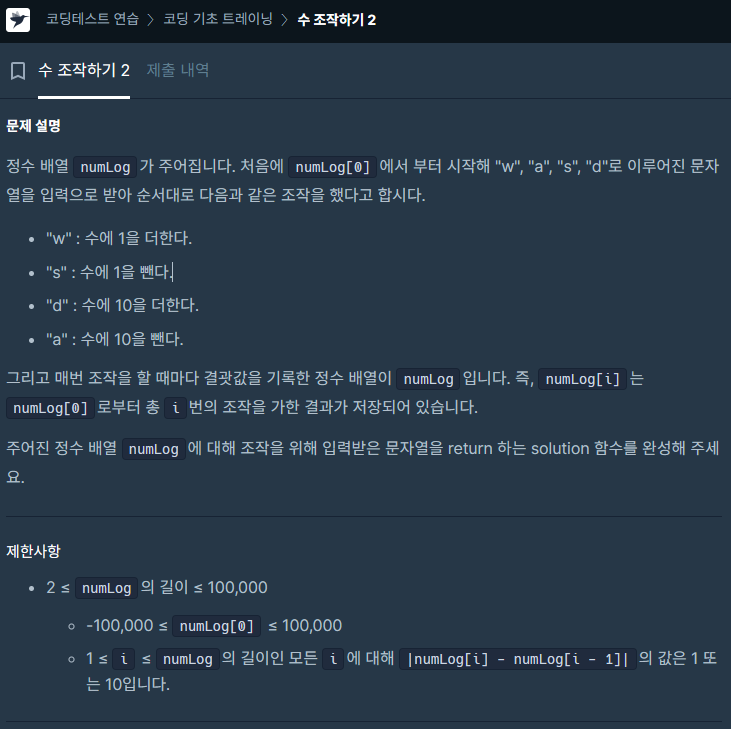 코딩테스트 연습 > 코딩 기초 트레이닝 > 수 조작하기 2
수 조작하기 2 제출 내역
문제 설명
정수 배열 numLog 가 주어집니다. 처음에 numLog[0] 에서 부터 시작해 "w", "a", "s", "d"로 이루어진 문자
열을 입력으로 받아 순서대로 다음과 같은 조작을 했다고 합시다.
• "w" : 수에 1을 더한다.
• "s" : 수에 1을 뺀다.
• "d" : 수에 10을 더한다.
• "a" : 수에 10을 뺀다.
그리고 매번 조작을 할 때마다 결괏값을 기록한 정수 배열이 numLog 입니다. 즉, numLog[i] 는
numLog[0] 로부터 총 i 번의 조작을 가한 결과가 저장되어 있습니다.
주어진 정수 배열 numLog 에 대해 조작을 위해 입력받은 문자열을 return 하는 solution 함수를 완성해 주세
요.
제한사항
• 2 ≤ numLog 의 길이 ≤ 100,000
◦ -100,000 ≤ numLog[0] ≤ 100,000
◦ 1 ≤ i ≤ numLog 의 길이인 모든 i 에 대해 |numLog[i] - numLog[i - 1]| 의 값은 1 또
는 10입니다.